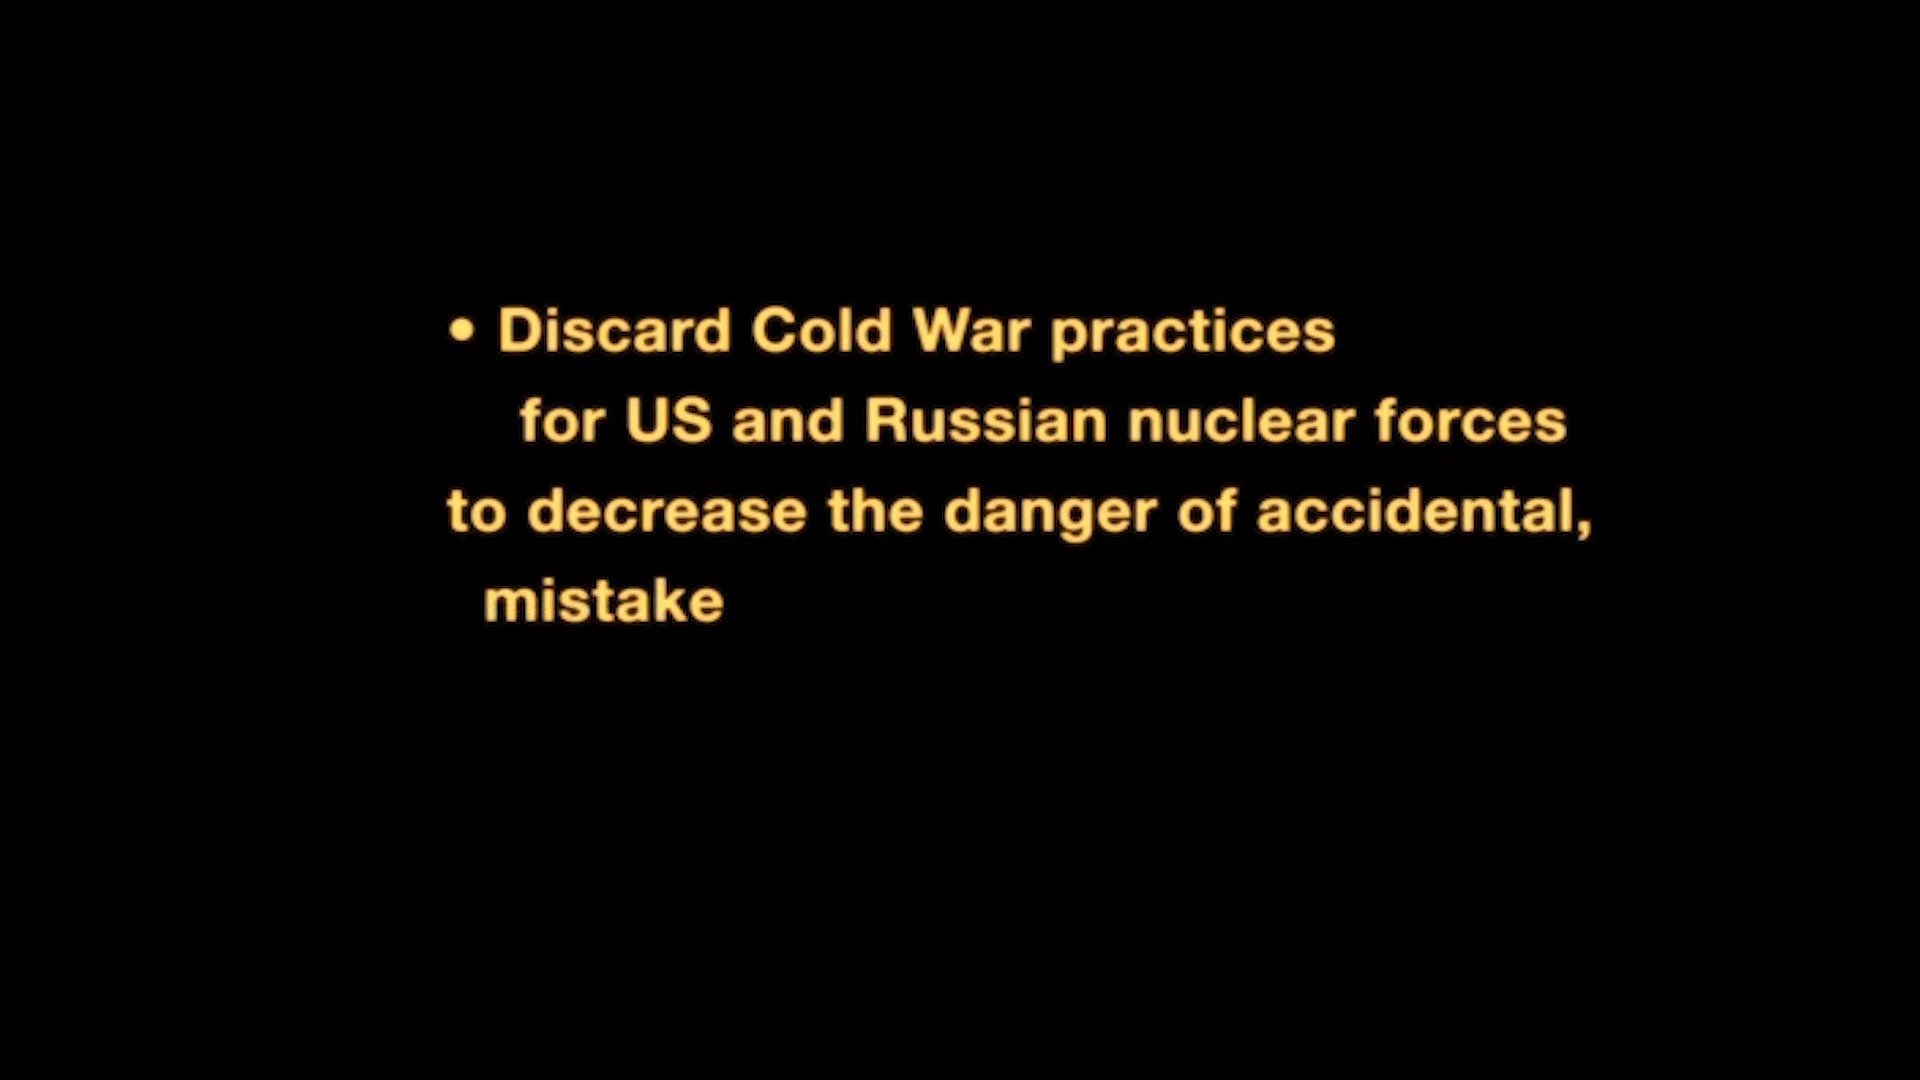 • Discard Cold War practices
for US and Russian nuclear forces
to decrease the danger of accidental,
mistake